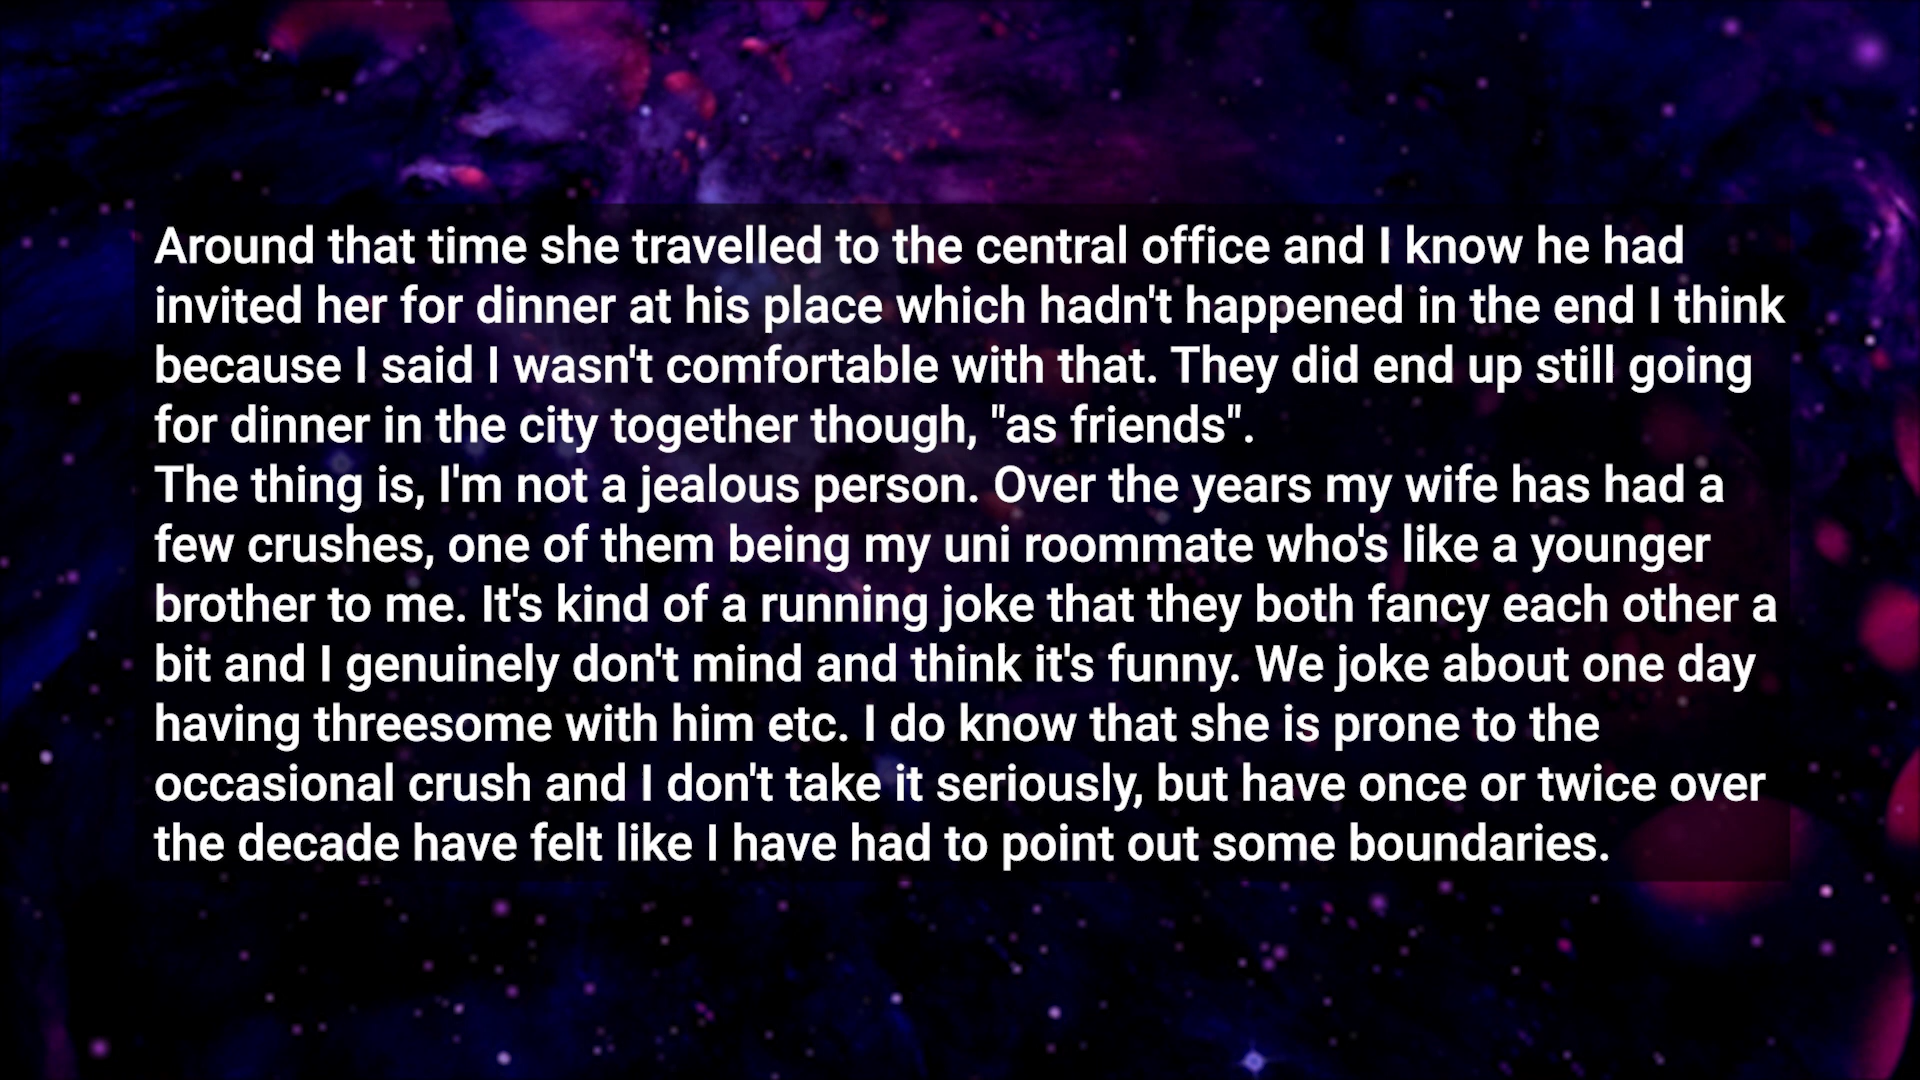 Around that time she travelled to the central office and I know he had
invited her for dinner at his place which hadn't happened in the end I think
because I said I wasn't comfortable with that. They did end up still going
for dinner in the city together though, "as friends".
The thing is, I'm not a jealous person. Over the years my wife has had a
few crushes, one of them being my uni roommate who's like a younger
brother to me. It's kind of a running joke that they both fancy each other a
bit and I genuinely don't mind and think it's funny. We joke about one day
having threesome with him etc. I do know that she is prone to the
occasional crush and I don't take it seriously, but have once or twice over
the decade have felt like I have had to point out some boundaries.